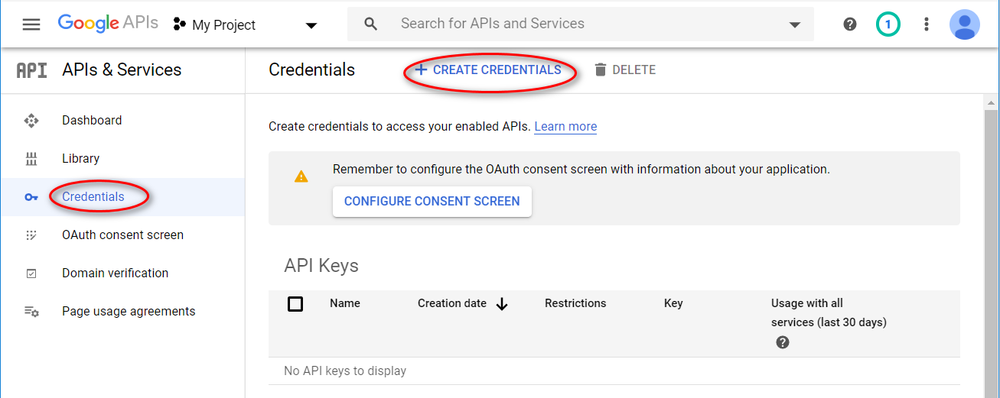 Google APIs
My Project
Search for APIs and Services
1
API
APIs & Services
Credentials
+ CREATE CREDENTIALS
DELETE
Dashboard
Library
Credentials
OAuth consent screen
Domain verification
Page usage agreements
Create credentials to access your enabled APIs. Learn more
Remember to configure the OAuth consent screen with information about your application.
CONFIGURE CONSENT SCREEN
API Keys
Name
Creation date
Restrictions
Key
Usage with all
services (last 30 days)
No API keys to display